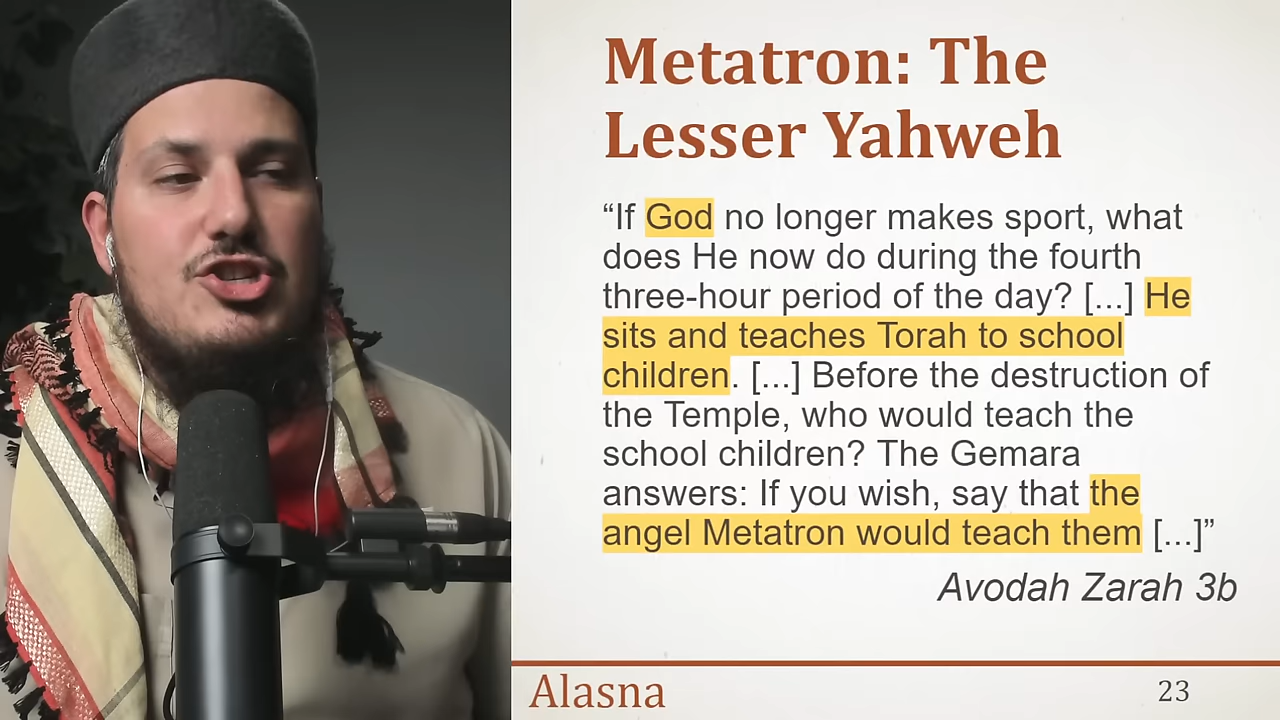 Metatron: The
Lesser Yahweh
“If God no longer makes sport, what
does He now do during the fourth
three-hour period of the day? [...] He
sits and teaches Torah to school
children. [...] Before the destruction of
the Temple, who would teach the
school children? The Gemara
answers: If you wish, say that the
angel Metatron would teach them [...]”
Avodah Zarah 3b
Alasna
23